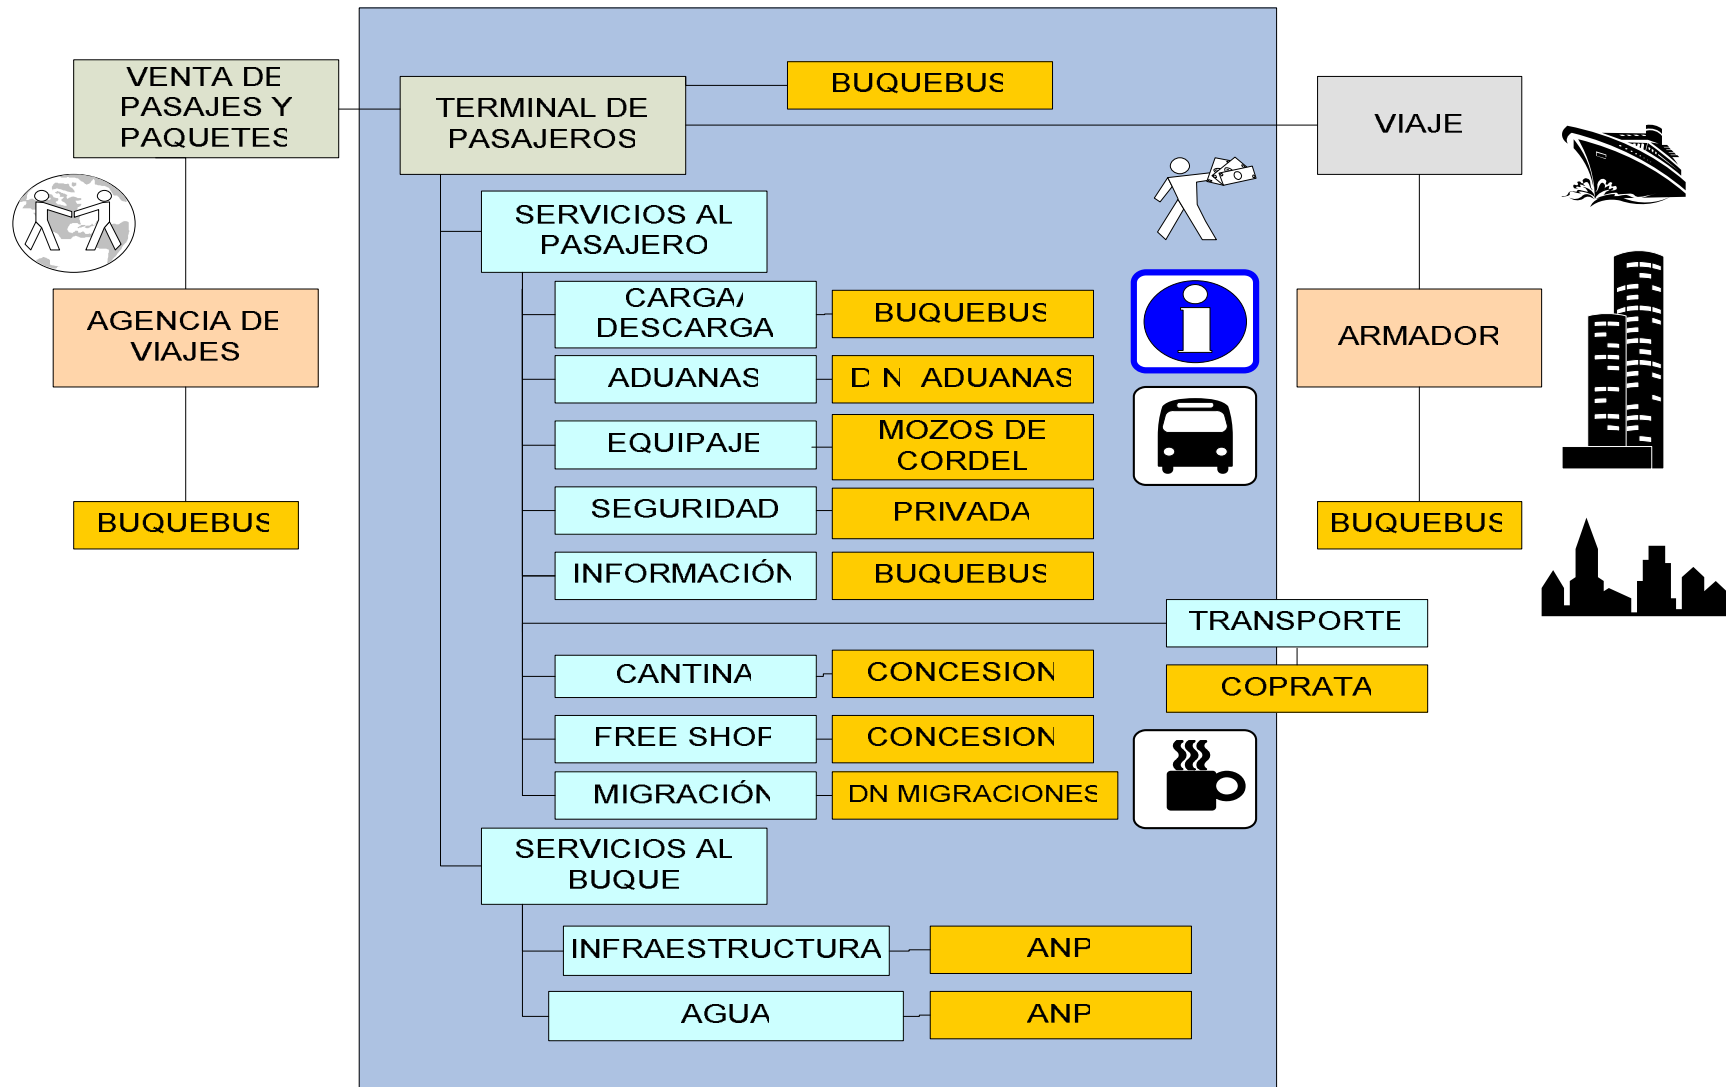 VENTA DE
PASAJES Y
PAQUETES
TERMINAL DE
PASAJEROS
BUQUEBUS
VIAJE
SERVICIOS AL
PASAJERO
AGENCIA DE
VIAJES
CARGA/
DESCARGA
BUQUEBUS
ARMADOR
ADUANAS
D N ADUANAS
EQUIPAJE
MOZOS DE
CORDEL
BUQUEBUS
SEGURIDAD
PRIVADA
BUQUEBUS
INFORMACIÓN
BUQUEBUS
TRANSPORTE
COPRATA
CANTINA
CONCESION
FREE SHOP
CONCESION
MIGRACIÓN
DN MIGRACIONES
SERVICIOS AL
BUQUE
INFRAESTRUCTURA
ANP
AGUA
ANP